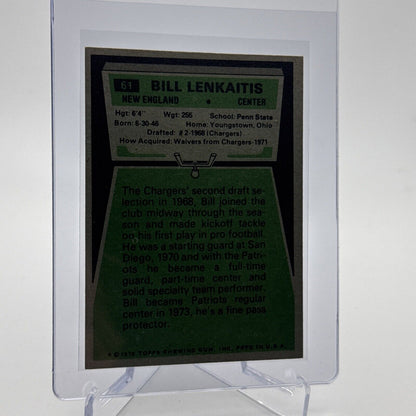 61 BILL LENKAITIS
NEW ENGLAND • CENTER
Hgt: 6'4" Wgt: 255 School: Penn State
Born: 6-30-46 Home: Youngstown, Ohio
Drafted: #2-1968 (Chargers)
How Acquired: Waivers from Chargers-1971
The Chargers' second draft se-
lection in 1968, Bill joined the
club midway through the sea-
son and made kickoff tackle
on his first play in pro football.
He was a starting guard at San
Diego, 1970 and with the Patri-
ots he became a full-time
guard, part-time center and
solid specialty team performer.
Bill became Patriots regular
center in 1973, he's a fine pass
protector.
© 1975 TOPPS CHEWING GUM, INC. PRTD IN U.S.A.